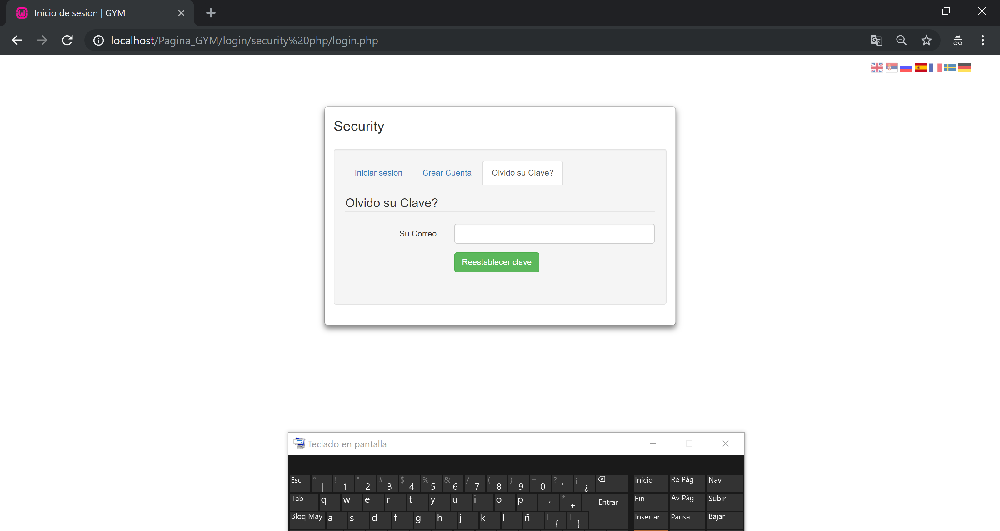 Inicio de sesion | GYM
localhost/Pagina_GYM/login/security%20php/login.php
Security
Iniciar sesion Crear Cuenta Olvido su Clave?
Olvido su Clave?
Su Correo
Reestablecer clave
Teclado en pantalla
Esc ° | ! 1 " 2 # 3 $ 4 % 5 & 6 / 7 ( 8 ) 9 = 0 ? ' ¡ ¿ Inicio Re Pág Nav
Tab q w e r t y u i o p ¨ ´ * + Entrar Fin Av Pág Subir
Bloq May a s d f g h j k l ñ [ { ] } Insertar Pausa Bajar